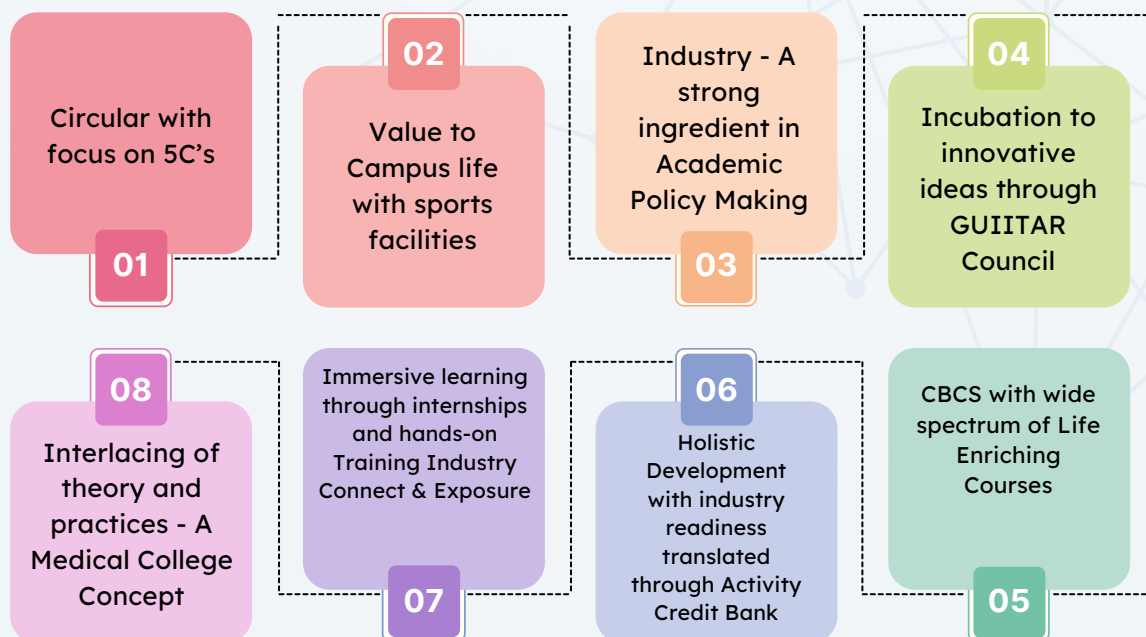 Circular with
focus on 5C's
01
02
Value to
Campus life
with sports
facilities
Industry - A
strong
ingredient in
Academic
Policy Making
03
04
Incubation to
innovative
ideas through
GUIITAR
Council
CBCS with wide
spectrum of Life
Enriching
Courses
05
06
Holistic
Development
with industry
readiness
translated
through Activity
Credit Bank
Immersive learning
through internships
and hands-on
Training Industry
Connect & Exposure
07
08
Interlacing of
theory and
practices - A
Medical College
Concept